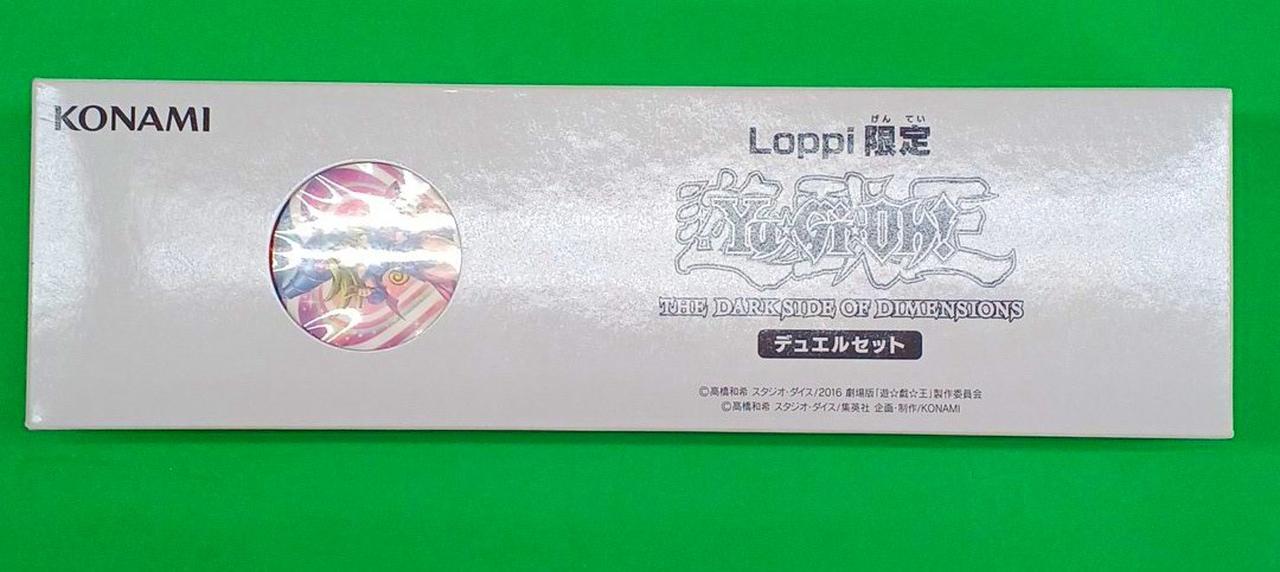 KONAMI
げん てい
Loppi 限定
遊戯王
Yu-Gi-Oh!
THE DARK SIDE OF DIMENSIONS
デュエルセット
©高橋和希 スタジオ・ダイス/2016 劇場版「遊☆戯☆王」製作委員会
©高橋和希 スタジオ・ダイス/集英社 企画・制作/KONAMI